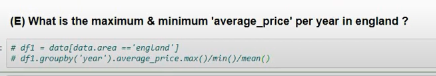 (E) What is the maximum & minimum 'average_price' per year in england ?
# df1 = data[data.area =='england']
# df1.groupby('year').average_price.max()/min()/mean()